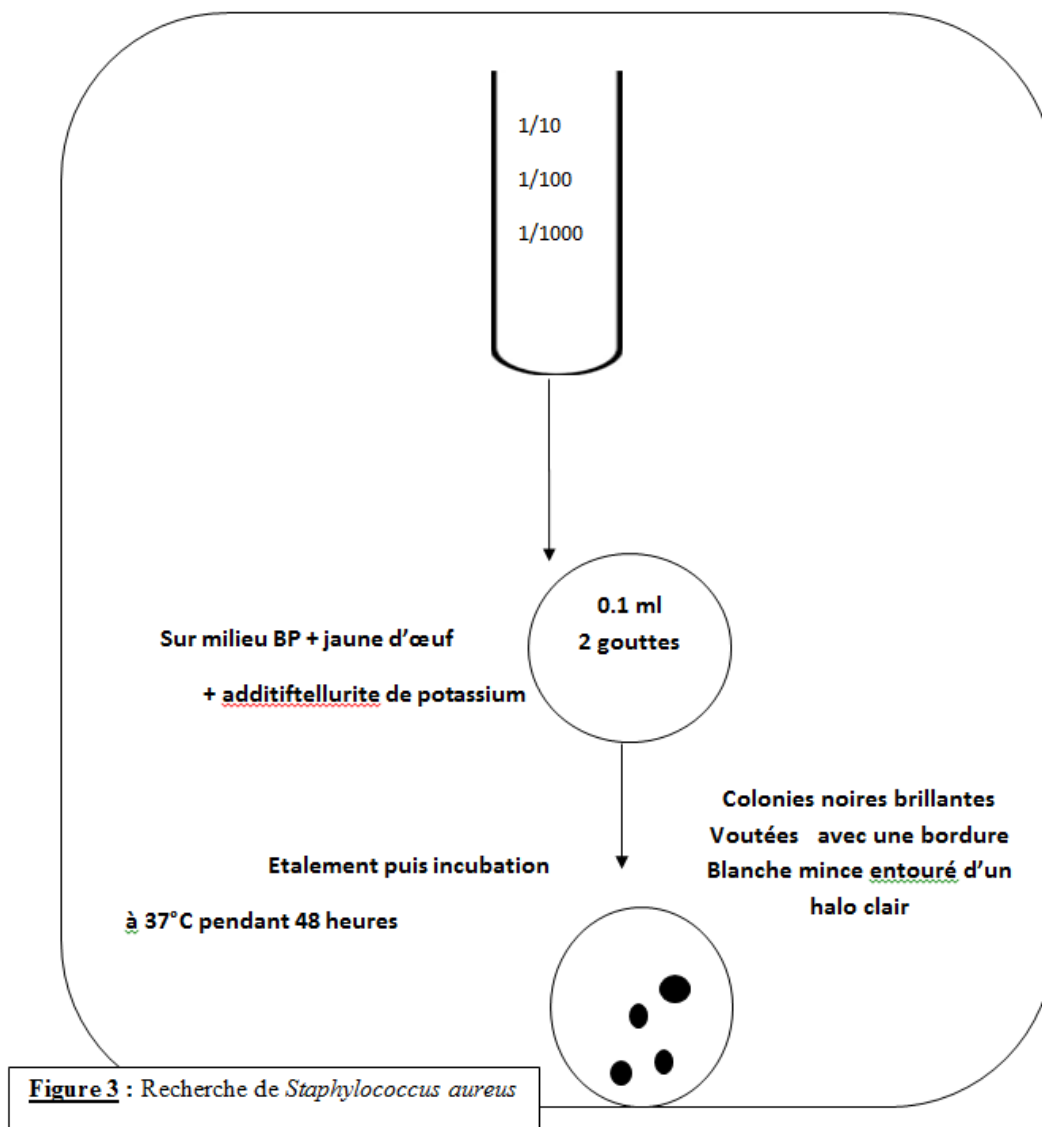 1/10
1/100
1/1000
0.1 ml
2 gouttes
Sur milieu BP + jaune d’œuf
+ additiftellurite de potassium
Colonies noires brillantes
Voutées avec une bordure
Blanche mince entouré d’un
halo clair
Etalement puis incubation
à 37°C pendant 48 heures
Figure 3 : Recherche de Staphylococcus aureus